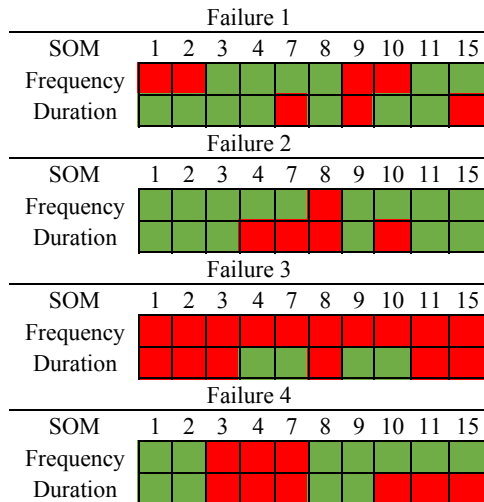 Failure 1
SOM 1 2 3 4 7 8 9 10 11 15
Frequency
Duration
Failure 2
SOM 1 2 3 4 7 8 9 10 11 15
Frequency
Duration
Failure 3
SOM 1 2 3 4 7 8 9 10 11 15
Frequency
Duration
Failure 4
SOM 1 2 3 4 7 8 9 10 11 15
Frequency
Duration